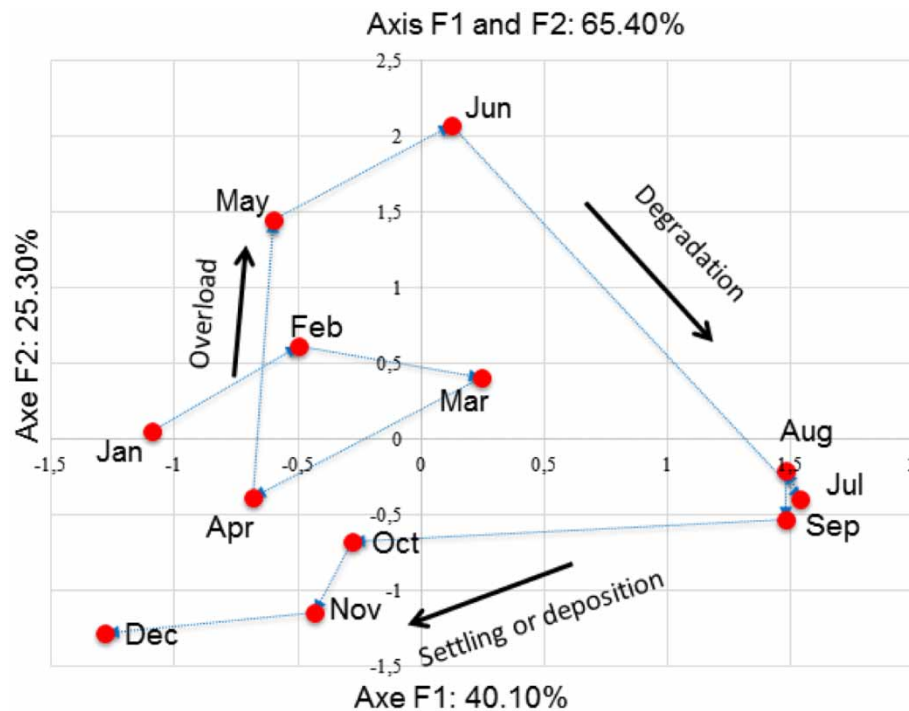 Axis F1 and F2: 65.40%
2,5
Jun
2
Degradation
May
1,5
Overload
1
Feb
0,5
Mar
Axe F2: 25.30%
Jan
0
Aug
-1,5
-1
-0,5
0
0,5
1
1,5
Jul
Apr
-0,5
Sep
Oct
-1
Nov
Settling or deposition
Dec
-1,5
Axe F1: 40.10%